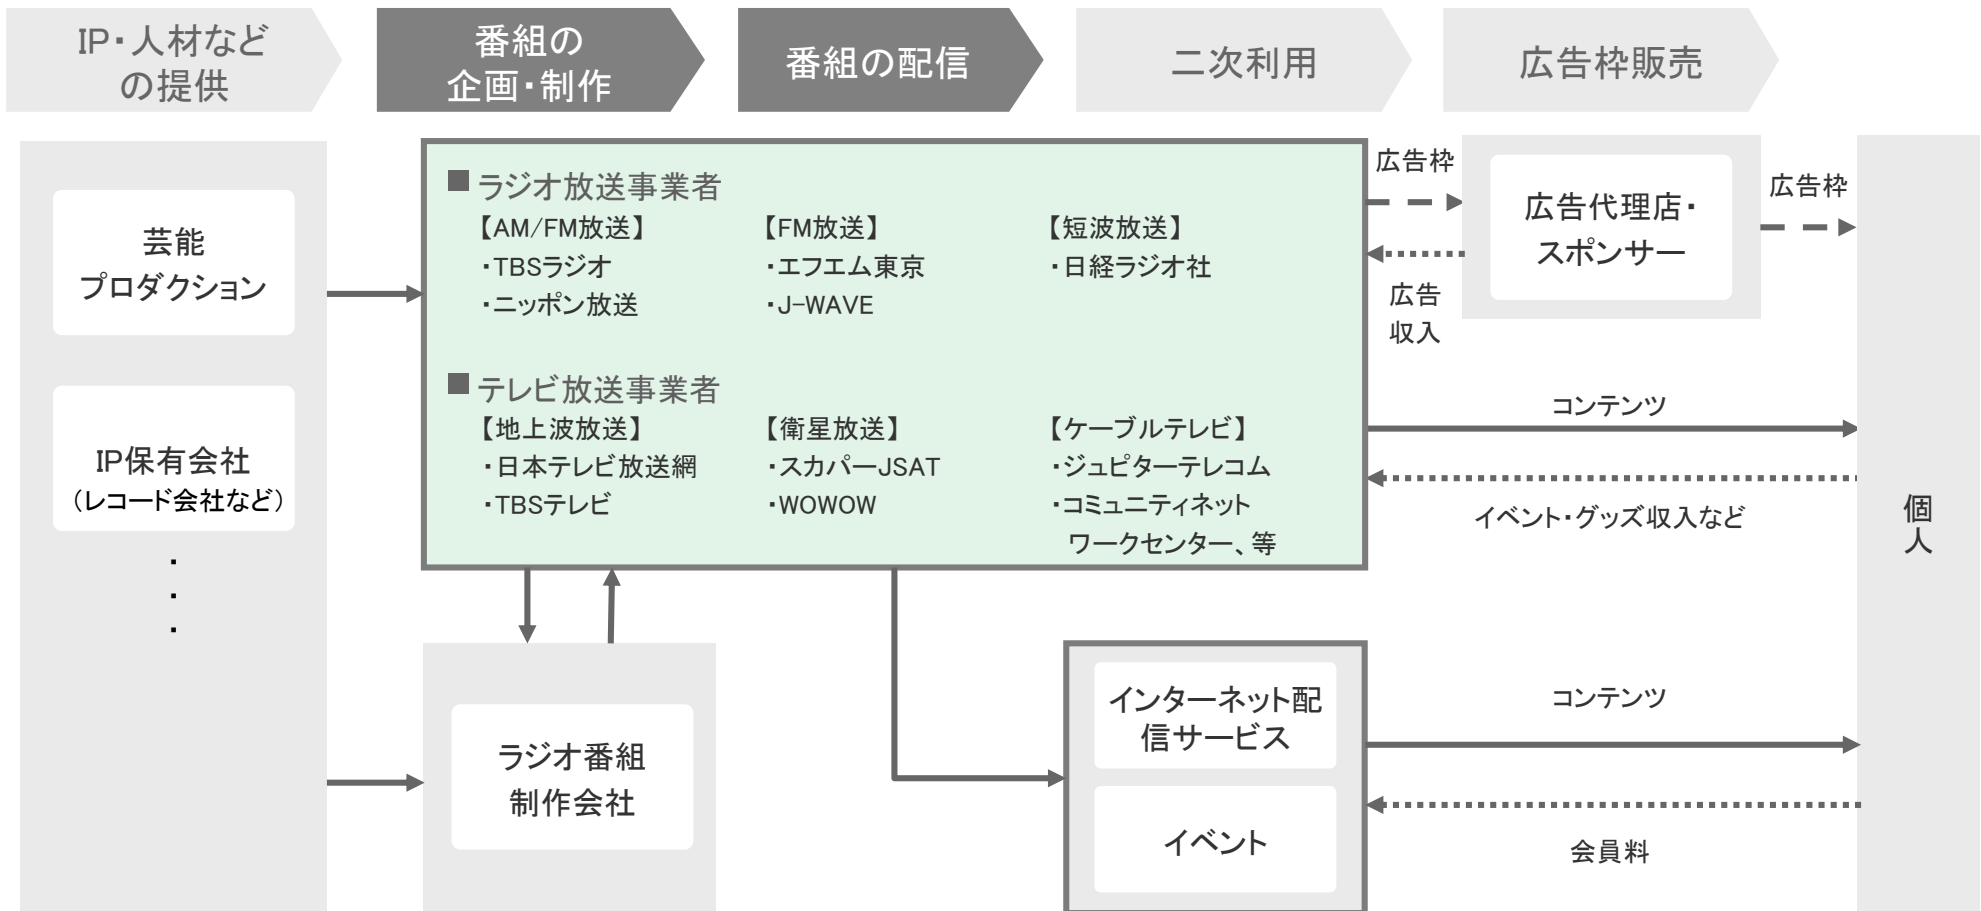 IP・人材など
の提供
番組の
企画・制作
番組の配信
二次利用
広告枠販売
芸能
プロダクション
IP保有会社
（レコード会社など）
・
・
・
■ラジオ放送事業者
【AM/FM放送】
・TBSラジオ
・ニッポン放送
【FM放送】
・エフエム東京
・J-WAVE
【短波放送】
・日経ラジオ社
■テレビ放送事業者
【地上波放送】
・日本テレビ放送網
・TBSテレビ
【衛星放送】
・スカパーJSAT
・WOWOW
【ケーブルテレビ】
・ジュピターテレコム
・コミュニティネット
ワークセンター、等
広告枠
広告
収入
広告代理店・
スポンサー
広告枠
コンテンツ
イベント・グッズ収入など
個
人
ラジオ番組
制作会社
インターネット配
信サービス
イベント
コンテンツ
会員料